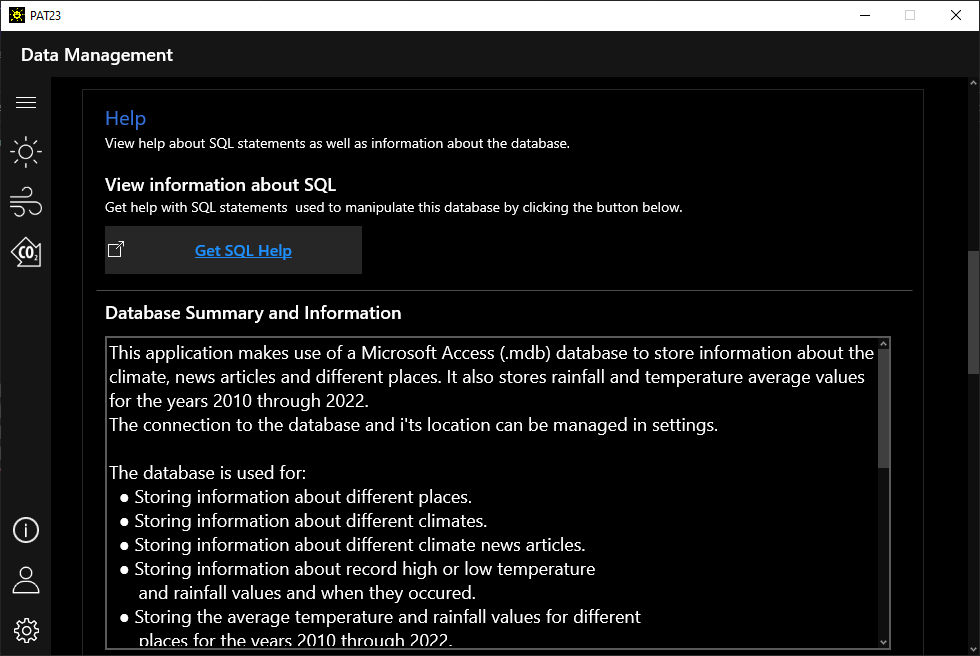 PAT23
Data Management
Help
View help about SQL statements as well as information about the database.
View information about SQL
Get help with SQL statements  used to manipulate this database by clicking the button below.
Get SQL Help
CO2
Database Summary and Information
This application makes use of a Microsoft Access (.mdb) database to store information about the
climate, news articles and different places. It also stores rainfall and temperature average values
for the years 2010 through 2022.
The connection to the database and i'ts location can be managed in settings.
The database is used for:
● Storing information about different places.
● Storing information about different climates.
● Storing information about different climate news articles.
● Storing information about record high or low temperature
and rainfall values and when they occured.
● Storing the average temperature and rainfall values for different
places for the years 2010 through 2022.